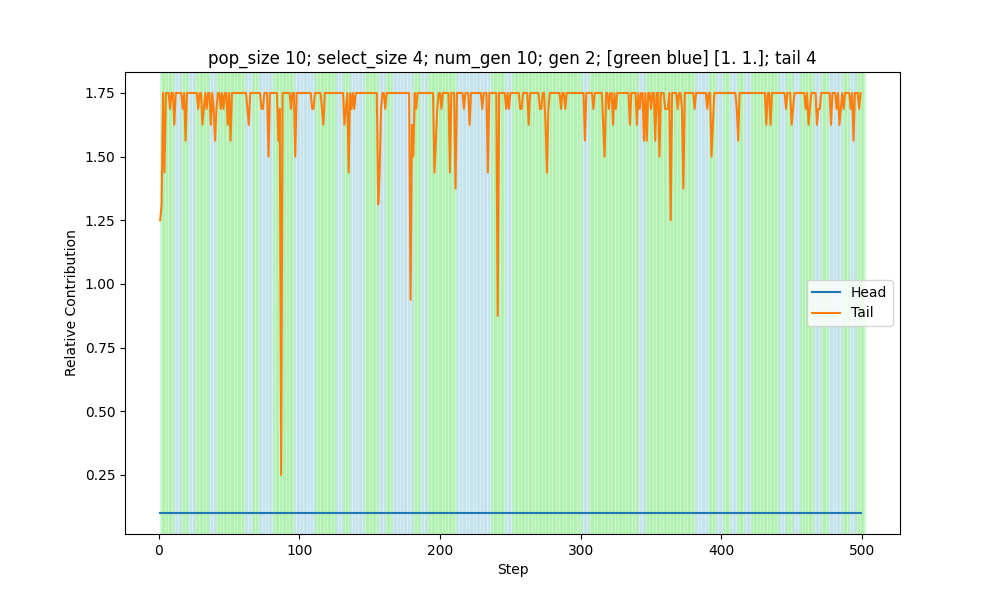 pop_size 10; select_size 4; num_gen 10; gen 2; [green blue] [1. 1.]; tail 4
1.75
1.50
1.25
1.00
0.75
0.50
0.25
Relative Contribution
Head
Tail
0 100 200 300 400 500
Step